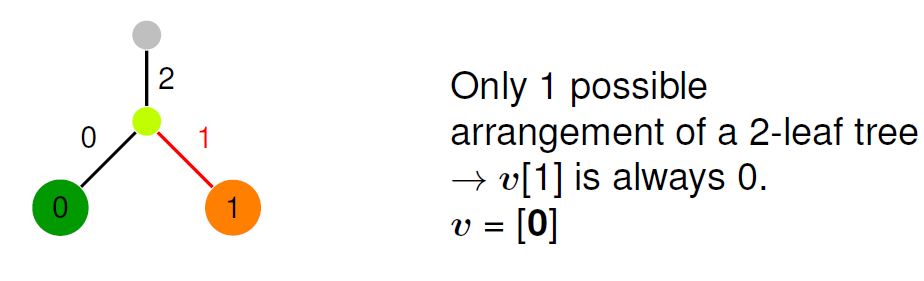 2
0
1
0
1
Only 1 possible
arrangement of a 2-leaf tree
→ v[1] is always 0.
v = [0]